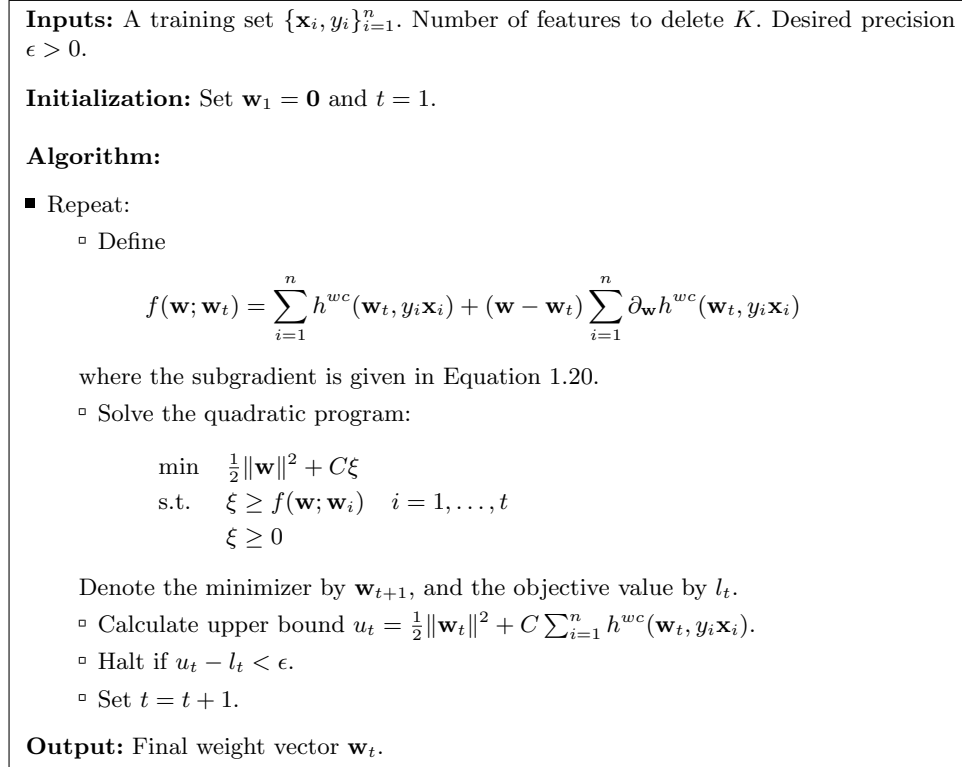 Inputs: A training set {x_i, y_i}_{i=1}^n. Number of features to delete K. Desired precision
ϵ > 0.
Initialization: Set w_1 = 0 and t = 1.
Algorithm:
■ Repeat:
▫ Define
f(w; w_t) = ∑_{i=1}^n h^{wc}(w_t, y_i x_i) + (w − w_t) ∑_{i=1}^n ∂_w h^{wc}(w_t, y_i x_i)
where the subgradient is given in Equation 1.20.
▫ Solve the quadratic program:
min ½‖w‖² + Cξ
s.t. ξ ≥ f(w; w_i) i = 1, . . . , t
ξ ≥ 0
Denote the minimizer by w_{t+1}, and the objective value by l_t.
▫ Calculate upper bound u_t = ½‖w_t‖² + C ∑_{i=1}^n h^{wc}(w_t, y_i x_i).
▫ Halt if u_t − l_t < ϵ.
▫ Set t = t + 1.
Output: Final weight vector w_t.